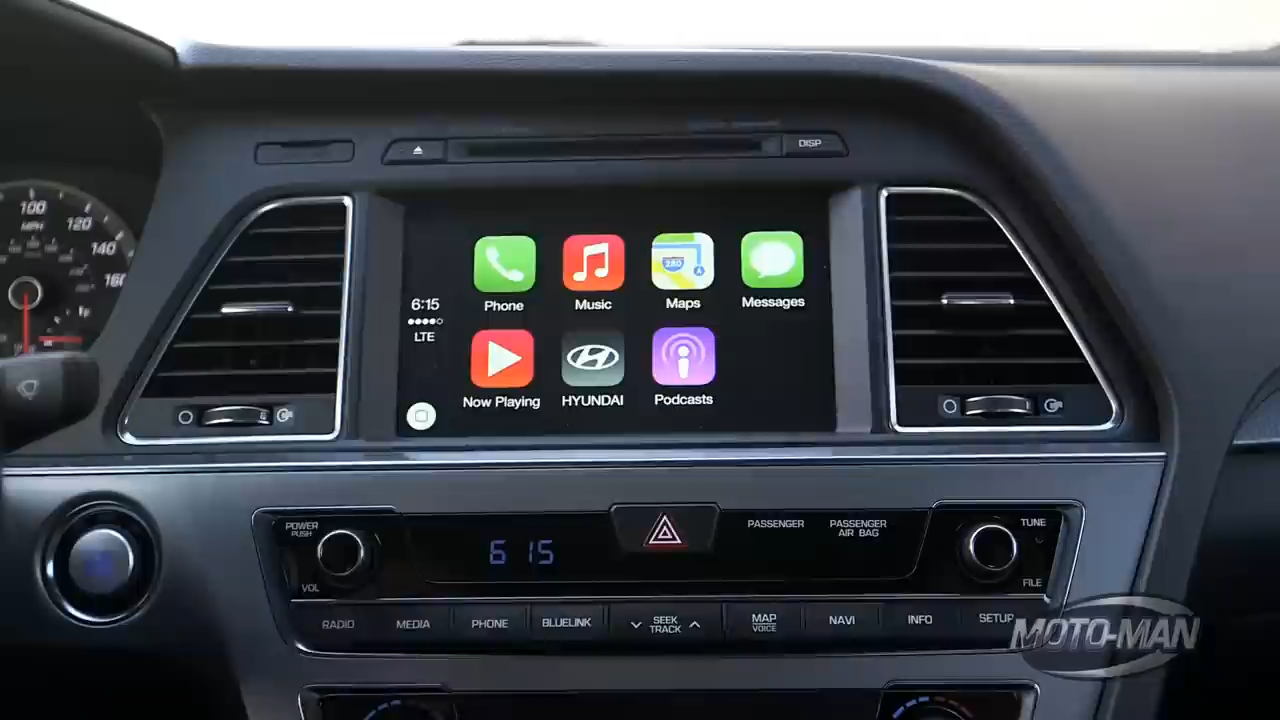 DISP
100
MPH
120
140
160
280
6:15
LTE
Phone
Music
Maps
Messages
Now Playing
HYUNDAI
Podcasts
POWER
PUSH
VOL
6 15
PASSENGER
PASSENGER
AIR BAG
TUNE
FILE
RADIO
MEDIA
PHONE
BLUELINK
SEEK
TRACK
MAP
VOICE
NAVI
INFO
SETUP
MOTO-MAN